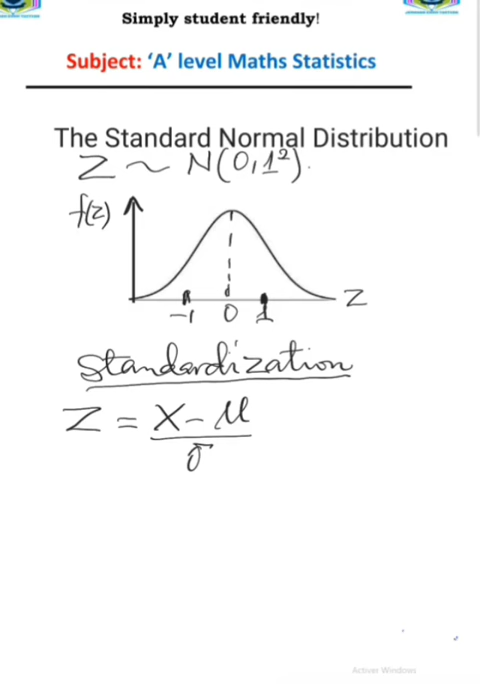 Simply student friendly!
Subject: ‘A’ level Maths Statistics
The Standard Normal Distribution
Z ~ N(0,1²).
f(z)
Z
-1 0 1
Standardization
Z = X - μ
σ
Activer Windows